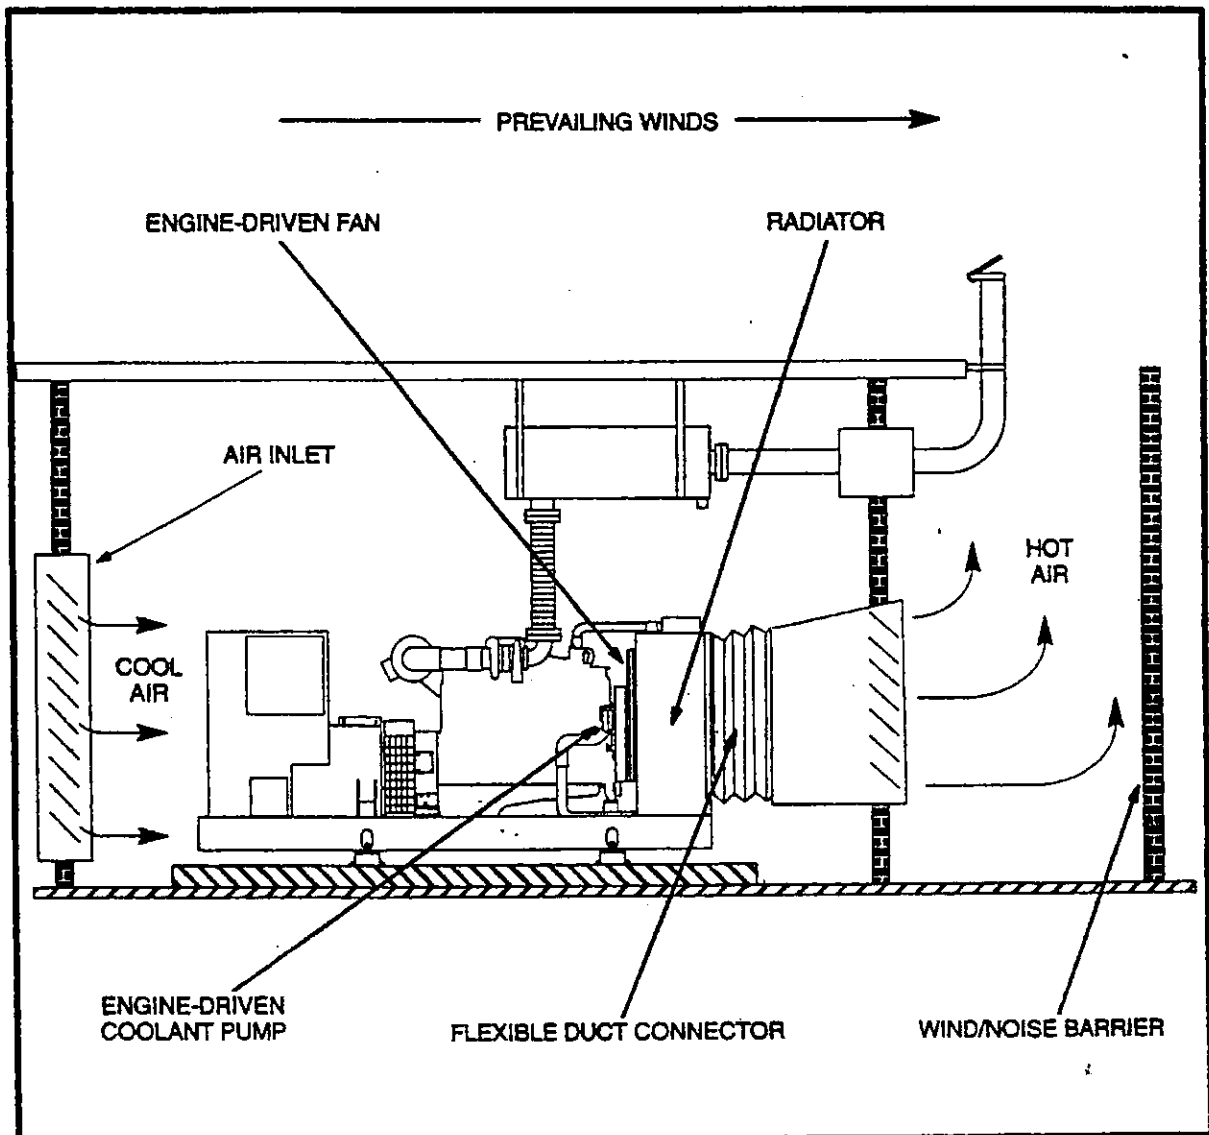 PREVAILING WINDS
ENGINE-DRIVEN FAN
RADIATOR
AIR INLET
HOT
AIR
COOL
AIR
ENGINE-DRIVEN
COOLANT PUMP
FLEXIBLE DUCT CONNECTOR
WIND/NOISE BARRIER